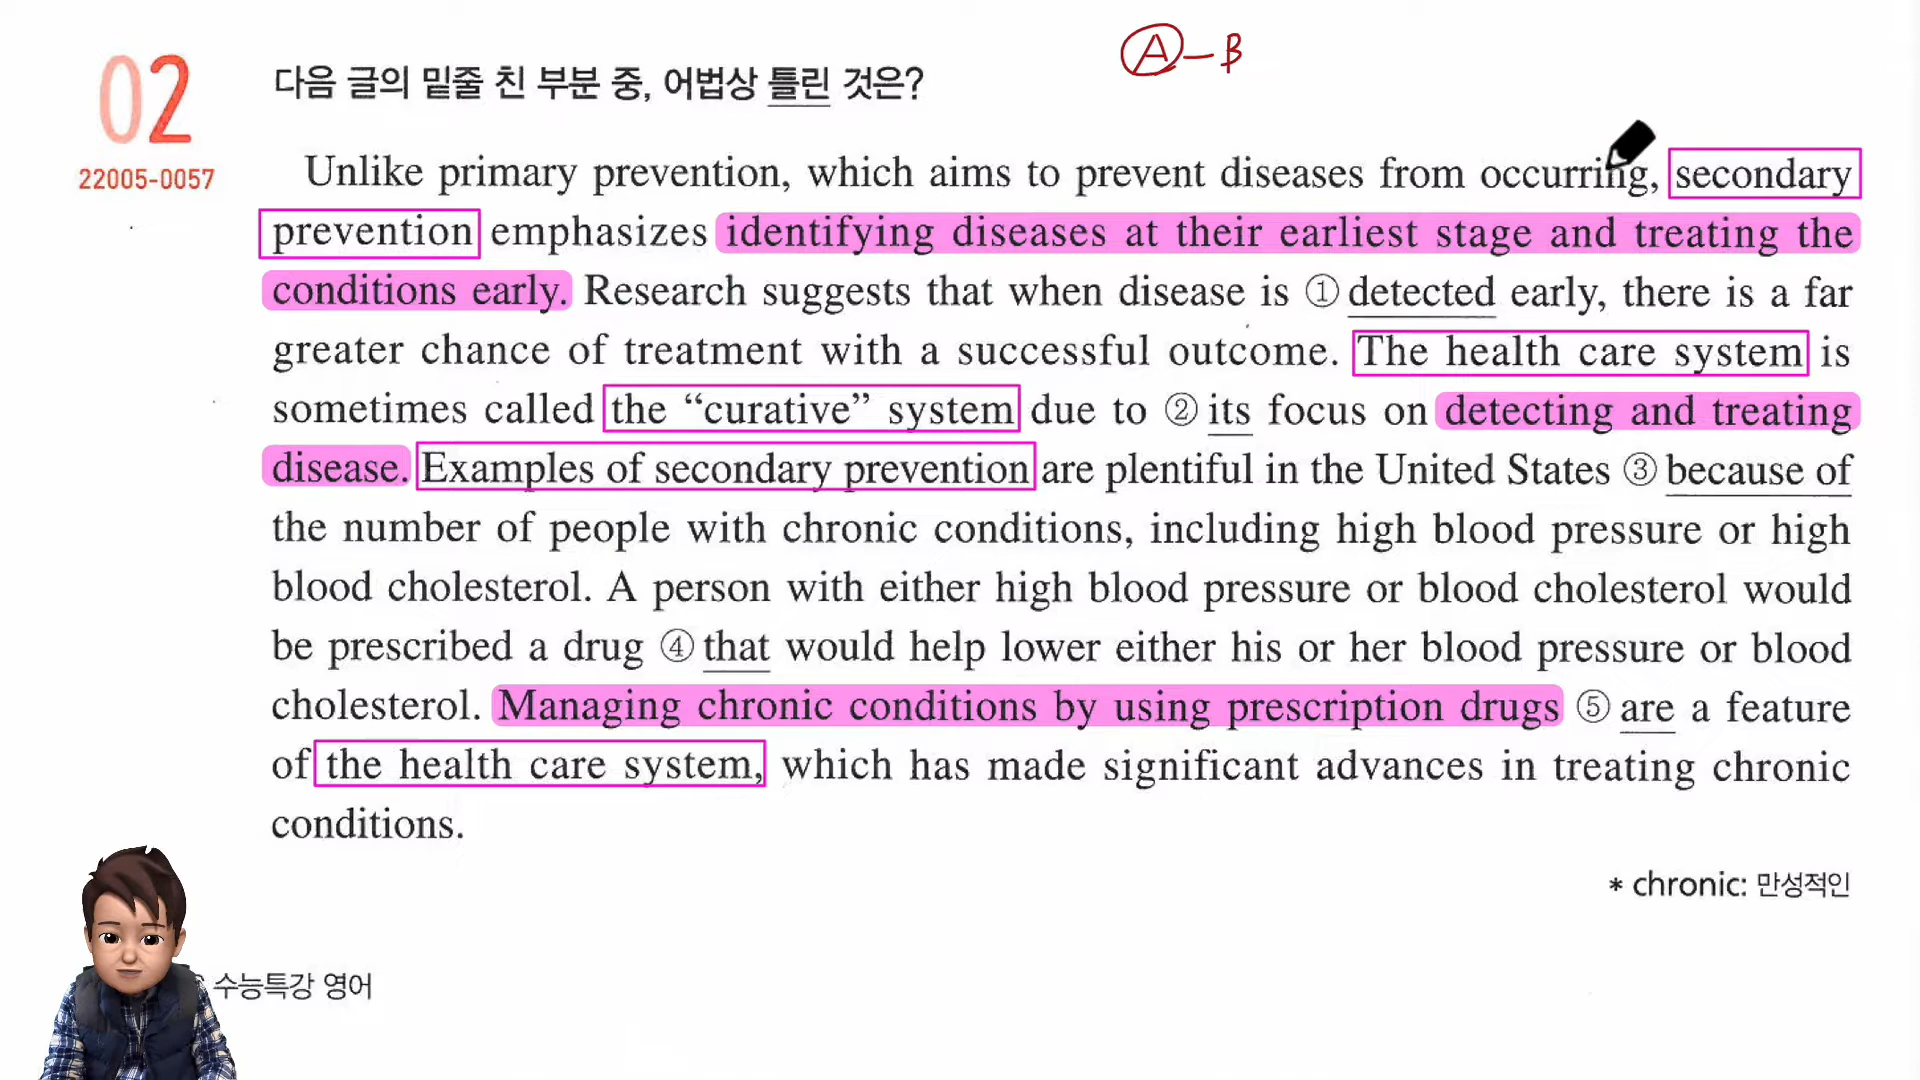 Ⓐ-B
02
22005-0057
다음 글의 밑줄 친 부분 중, 어법상 틀린 것은?
Unlike primary prevention, which aims to prevent diseases from occurring, secondary
prevention emphasizes identifying diseases at their earliest stage and treating the
conditions early. Research suggests that when disease is ① detected early, there is a far
greater chance of treatment with a successful outcome. The health care system is
sometimes called the “curative” system due to ② its focus on detecting and treating
disease. Examples of secondary prevention are plentiful in the United States ③ because of
the number of people with chronic conditions, including high blood pressure or high
blood cholesterol. A person with either high blood pressure or blood cholesterol would
be prescribed a drug ④ that would help lower either his or her blood pressure or blood
cholesterol. Managing chronic conditions by using prescription drugs ⑤ are a feature
of the health care system, which has made significant advances in treating chronic
conditions.
* chronic: 만성적인
수능특강 영어